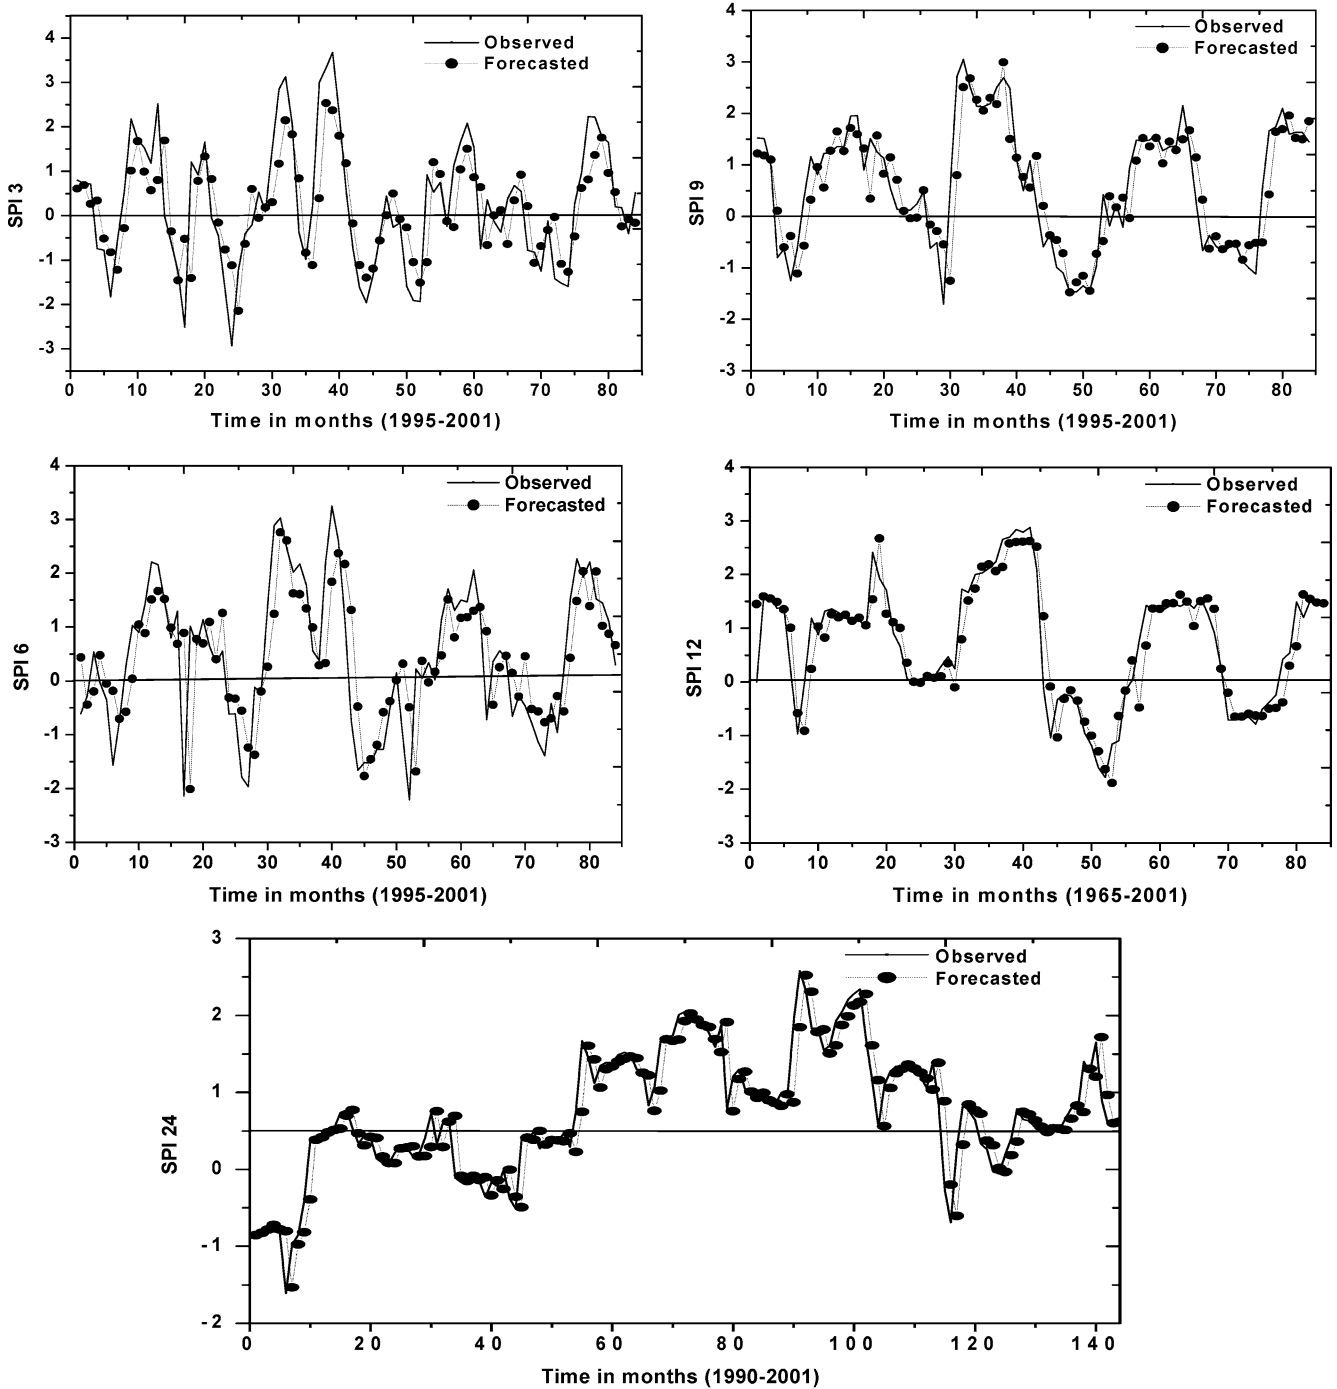 Observed
Forecasted
SPI 3
4
3
2
1
0
-1
-2
-3
0 10 20 30 40 50 60 70 80
Time in months (1995-2001)
Observed
Forecasted
SPI 9
4
3
2
1
0
-1
-2
-3
0 10 20 30 40 50 60 70 80
Time in months (1995-2001)
Observed
Forecasted
SPI 6
4
3
2
1
0
-1
-2
-3
0 10 20 30 40 50 60 70 80
Time in months (1995-2001)
Observed
Forecasted
SPI 12
4
3
2
1
0
-1
-2
-3
0 10 20 30 40 50 60 70 80
Time in months (1965-2001)
Observed
Forecasted
SPI 24
3
2
1
0
-1
-2
0 20 40 60 80 100 120 140
Time in months (1990-2001)